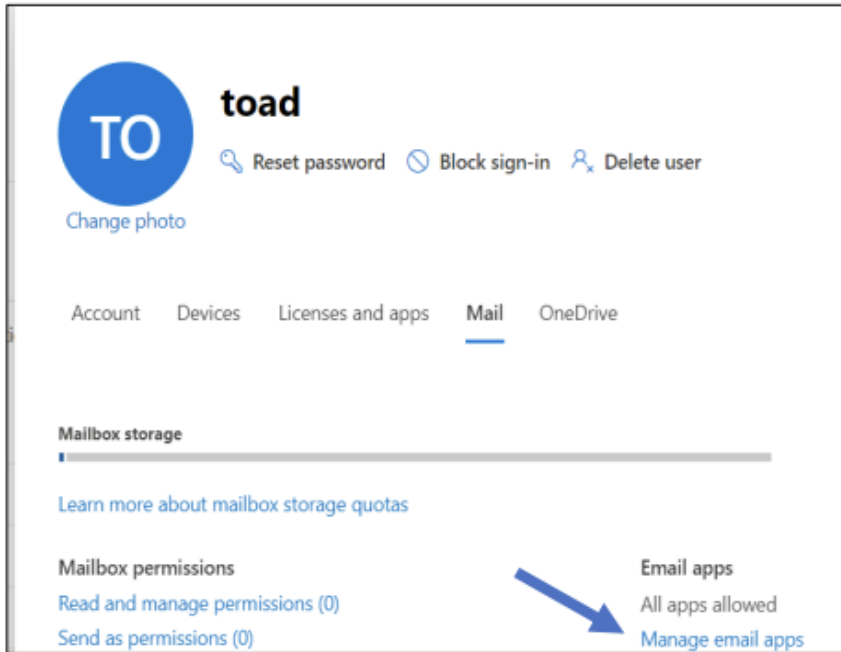 TO
toad
Reset password Block sign-in Delete user
Change photo
Account Devices Licenses and apps Mail OneDrive
Mailbox storage
Learn more about mailbox storage quotas
Mailbox permissions
Read and manage permissions (0)
Send as permissions (0)
Email apps
All apps allowed
Manage email apps